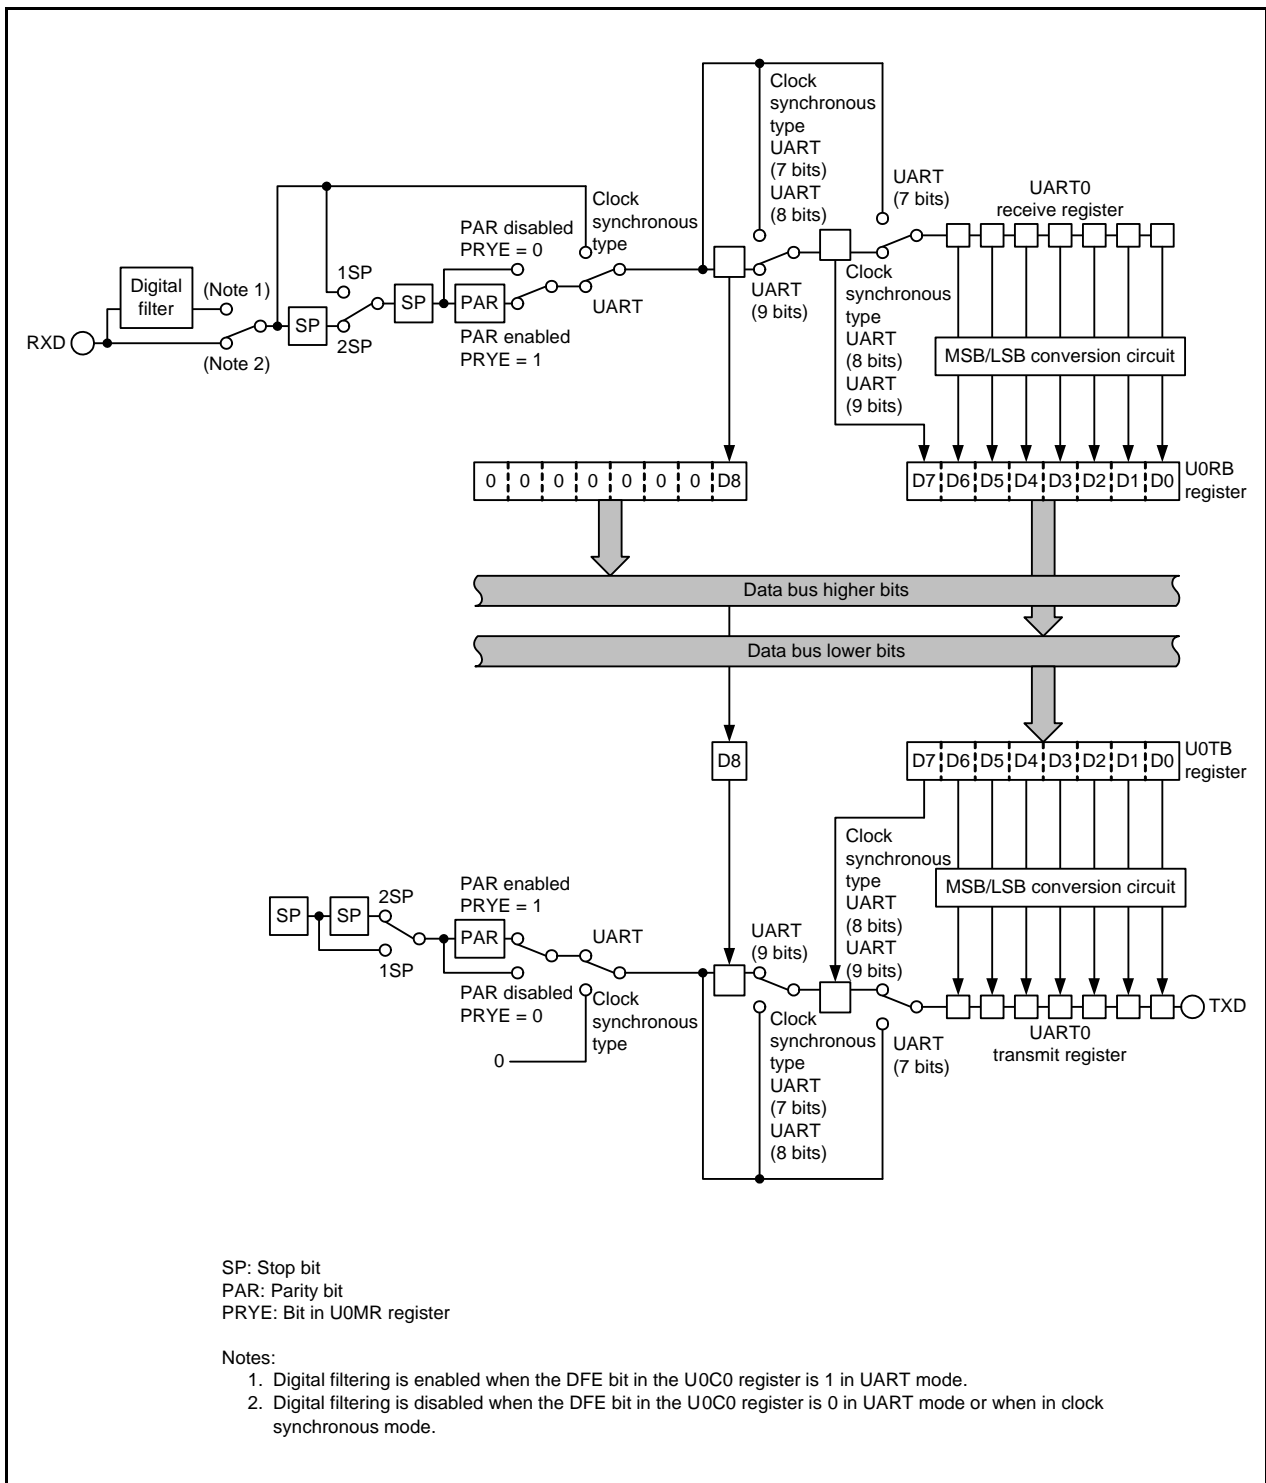 Clock
synchronous
type
UART
(7 bits)
UART
(8 bits)
UART
(7 bits)
UART0
receive register
Clock
synchronous
type
PAR disabled
PRYE = 0
1SP
Digital
filter
(Note 1)
SP
SP
PAR
UART
UART
(9 bits)
Clock
synchronous
type
UART
(8 bits)
UART
(9 bits)
RXD
(Note 2)
2SP
PAR enabled
PRYE = 1
MSB/LSB conversion circuit
0 0 0 0 0 0 0 D8
D7 D6 D5 D4 D3 D2 D1 D0
U0RB
register
Data bus higher bits
Data bus lower bits
D8
D7 D6 D5 D4 D3 D2 D1 D0
U0TB
register
Clock
synchronous
type
UART
(8 bits)
UART
(9 bits)
MSB/LSB conversion circuit
PAR enabled
PRYE = 1
2SP
SP
SP
PAR
UART
UART
(9 bits)
1SP
PAR disabled
PRYE = 0
Clock
synchronous
type
0
Clock
synchronous
type
UART
(7 bits)
UART
(8 bits)
UART
(7 bits)
UART0
transmit register
TXD
SP: Stop bit
PAR: Parity bit
PRYE: Bit in U0MR register
Notes:
1. Digital filtering is enabled when the DFE bit in the U0C0 register is 1 in UART mode.
2. Digital filtering is disabled when the DFE bit in the U0C0 register is 0 in UART mode or when in clock
synchronous mode.